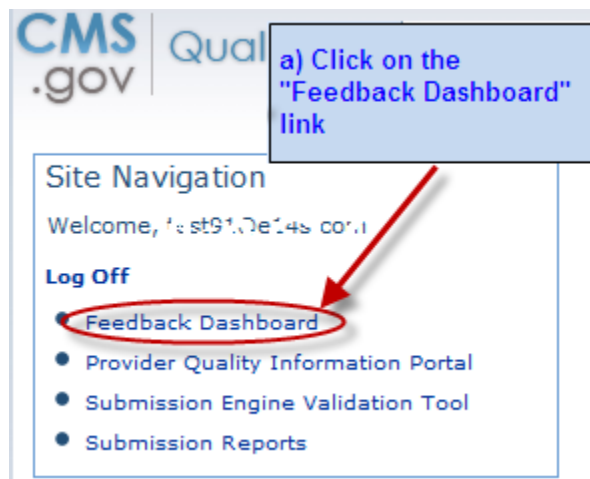 CMS
.gov
Qual
a) Click on the
"Feedback Dashboard"
link
Site Navigation
Welcome,
Log Off
Feedback Dashboard
Provider Quality Information Portal
Submission Engine Validation Tool
Submission Reports